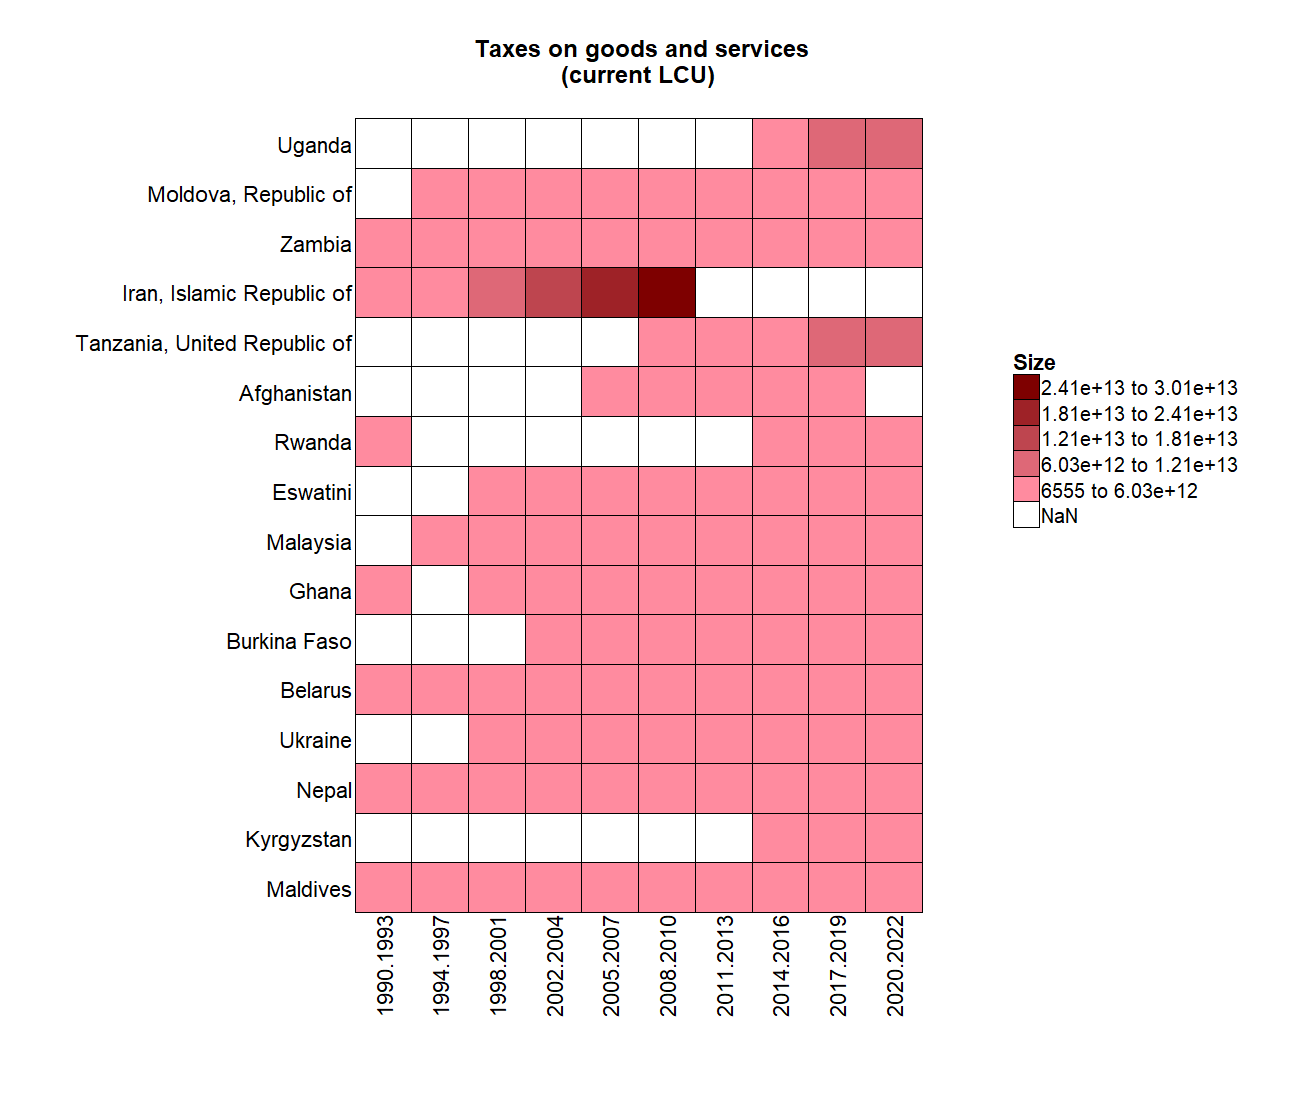 Taxes on goods and services
(current LCU)
Uganda
Moldova, Republic of
Zambia
Iran, Islamic Republic of
Tanzania, United Republic of
Afghanistan
Rwanda
Eswatini
Malaysia
Ghana
Burkina Faso
Belarus
Ukraine
Nepal
Kyrgyzstan
Maldives
1990.1993
1994.1997
1998.2001
2002.2004
2005.2007
2008.2010
2011.2013
2014.2016
2017.2019
2020.2022
Size
2.41e+13 to 3.01e+13
1.81e+13 to 2.41e+13
1.21e+13 to 1.81e+13
6.03e+12 to 1.21e+13
6555 to 6.03e+12
NaN